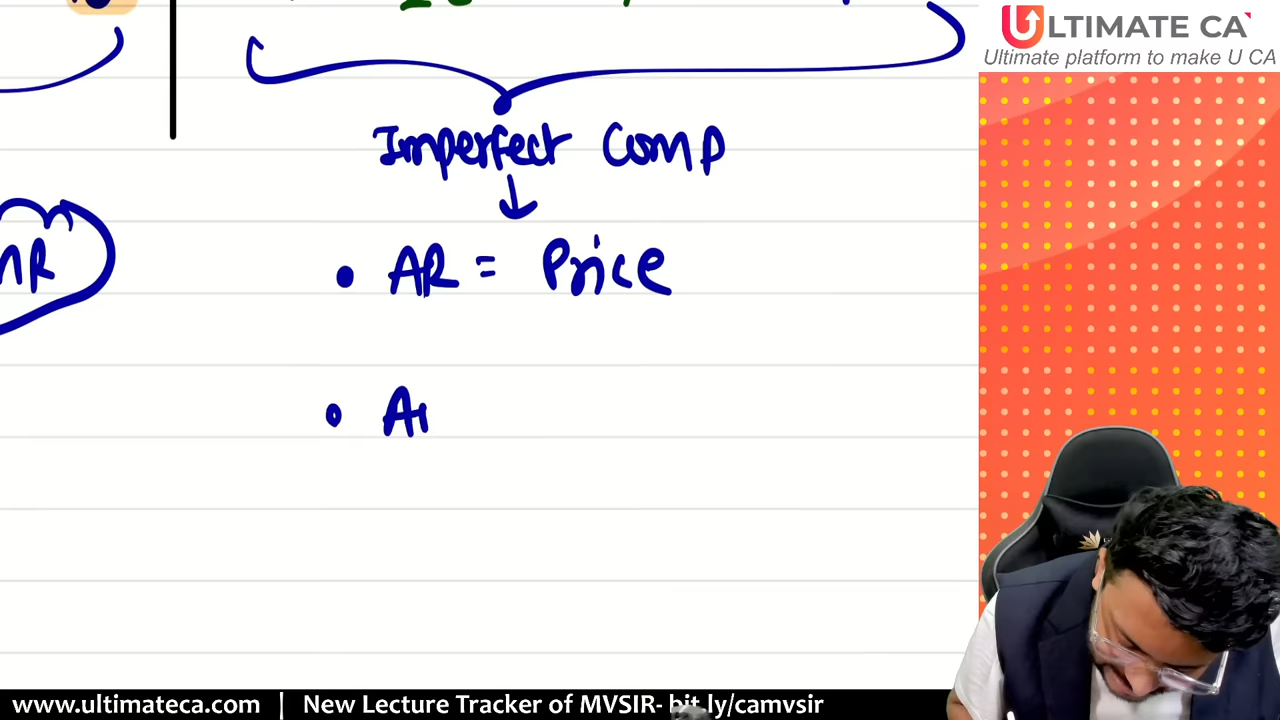 ULTIMATE CA
Ultimate platform to make U CA
Imperfect Comp
↓
• AR = Price
MR
• AR
www.ultimateca.com | New Lecture Tracker of MVSIR- bit.ly/camvsir